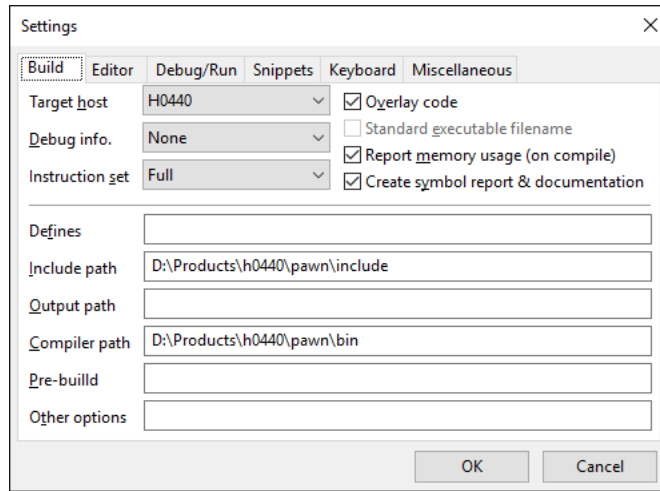 Settings
Build Editor Debug/Run Snippets Keyboard Miscellaneous
Target host H0440 Overlay code
Standard executable filename
Debug info. None
Report memory usage (on compile)
Instruction set Full Create symbol report & documentation
Defines
Include path D:\Products\h0440\pawn\include
Output path
Compiler path D:\Products\h0440\pawn\bin
Pre-builld
Other options
OK Cancel